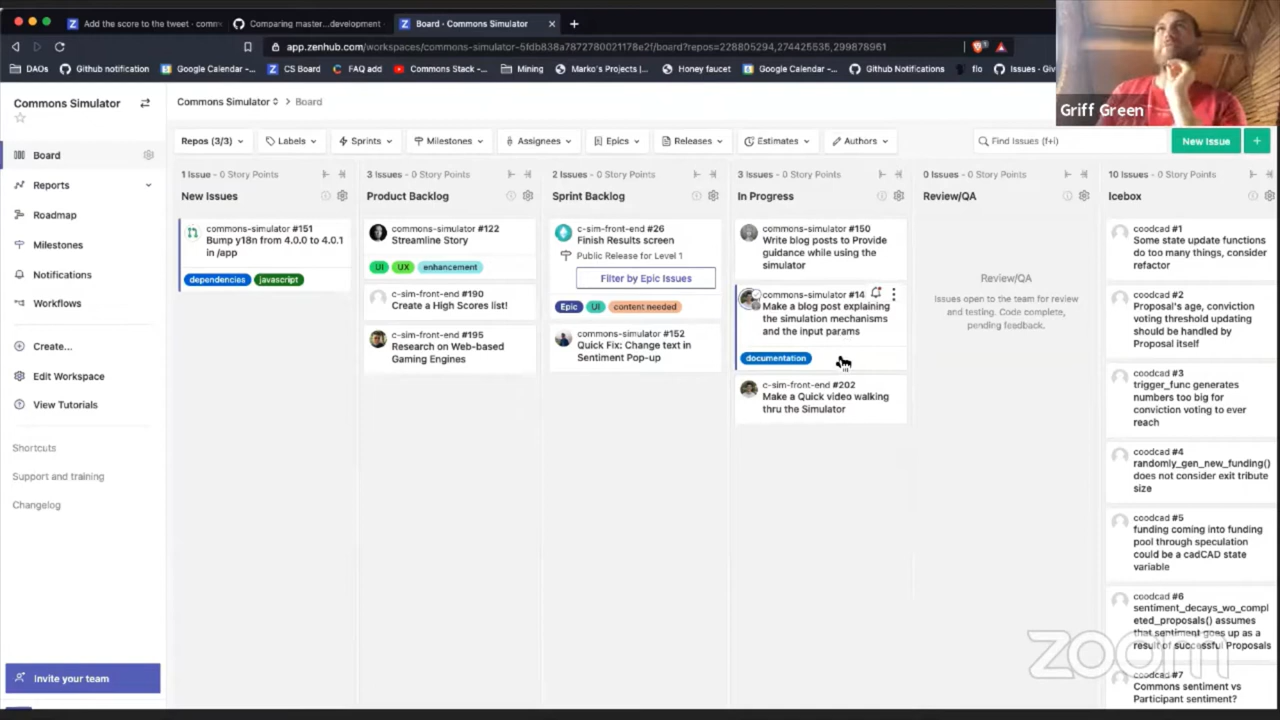 Add the score to the tweet · comm
Comparing master...development
Board · Commons Simulator
app.zenhub.com/workspaces/commons-simulator-5fdb838a7872780021178e2f/board?repos=228805294,274425535,299878951
DAOs
Github notification
Google Calendar -...
CS Board
FAQ add
Commons Stack -...
Mining
Marko's Projects |...
Honey faucet
Google Calendar -...
Github Notifications
flo
Issues · Giv
Griff Green
Commons Simulator
Commons Simulator > Board
Repos (3/3)
Labels
Sprints
Milestones
Assignees
Epics
Releases
Estimates
Authors
Find Issues (f+i)
New Issue
+
Board
Reports
Roadmap
Milestones
Notifications
Workflows
Create...
Edit Workspace
View Tutorials
Shortcuts
Support and training
Changelog
Invite your team
1 Issue - 0 Story Points
New Issues
commons-simulator #151
Bump y18n from 4.0.0 to 4.0.1
in /app
dependencies
javascript
3 Issues - 0 Story Points
Product Backlog
commons-simulator #122
Streamline Story
UI
UX
enhancement
c-sim-front-end #190
Create a High Scores list!
c-sim-front-end #195
Research on Web-based
Gaming Engines
2 Issues - 0 Story Points
Sprint Backlog
c-sim-front-end #26
Finish Results screen
Public Release for Level 1
Filter by Epic Issues
Epic
UI
content needed
commons-simulator #152
Quick Fix: Change text in
Sentiment Pop-up
3 Issues - 0 Story Points
In Progress
commons-simulator #150
Write blog posts to Provide
guidance while using the
simulator
commons-simulator #14
Make a blog post explaining
the simulation mechanisms
and the input params
documentation
c-sim-front-end #202
Make a Quick video walking
thru the Simulator
0 Issues - 0 Story Points
Review/QA
Review/QA
Issues open to the team for review
and testing. Code complete,
pending feedback.
10 Issues - 0 Story Points
Icebox
coodcad #1
Some state update functions
do too many things, consider
refactor
coodcad #2
Proposal's age, conviction
voting threshold updating
should be handled by
Proposal itself
coodcad #3
trigger_func generates
numbers too big for
conviction voting to ever
reach
coodcad #4
randomly_gen_new_funding()
does not consider exit tribute
size
coodcad #5
funding coming into funding
pool through speculation
could be a cadCAD state
variable
coodcad #6
sentiment_decays_wo_compl
eted_proposals() assumes
that sentiment goes up as a
result of successful Proposals
coodcad #7
Commons sentiment vs
Participant sentiment?
zoom